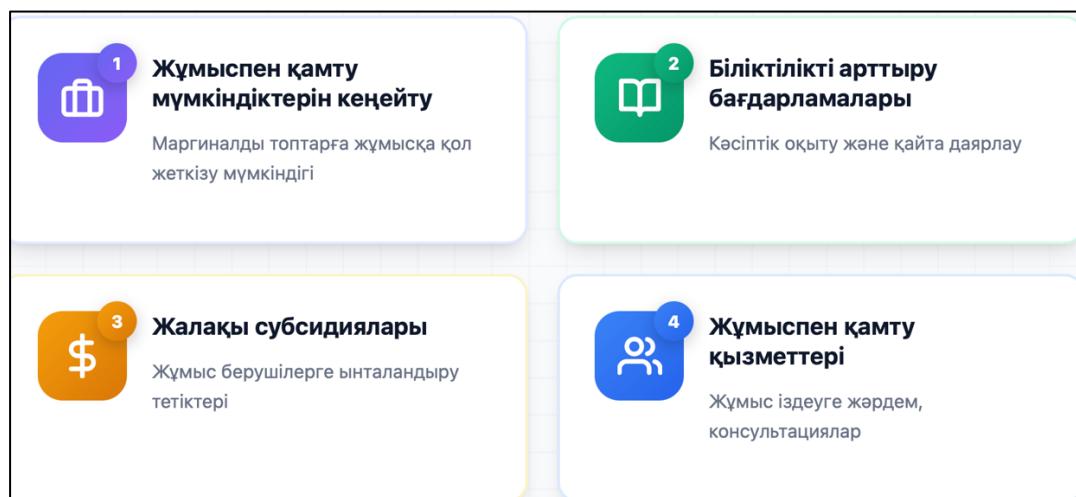 1
Жұмыспен қамту
мүмкіндіктерін кеңейту
Маргиналды топтарға жұмысқа қол
жеткізу мүмкіндігі
2
Біліктілікті арттыру
бағдарламалары
Кәсіптік оқыту және қайта даярлау
3
Жалақы субсидиялары
Жұмыс берушілерге ынталандыру
тетіктері
4
Жұмыспен қамту
қызметтері
Жұмыс іздеуге жәрдем,
консультациялар